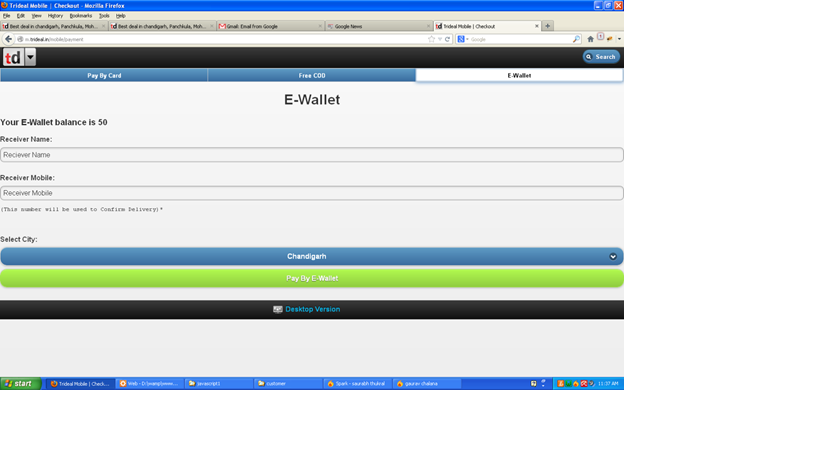 Trideal Mobile | Checkout - Mozilla Firefox
File Edit View History Bookmarks Tools Help
td Best deal in chandigarh, Panchkula, Moh...
td Best deal in chandigarh, Panchkula, Moh...
Gmail: Email from Google
Google News
td Trideal Mobile | Checkout
trideal.in/mobile/payment
Google
td
Search
Pay By Card
Free COD
E-Wallet
E-Wallet
Your E-Wallet balance is 50
Receiver Name:
Reciever Name
Receiver Mobile:
Receiver Mobile
(This number will be used to Confirm Delivery)*
Select City:
Chandigarh
Pay By E-Wallet
Desktop Version
start
Trideal Mobile | Check...
Web - D:\wamp\www...
javascript1
customer
Spark - saurabh thukral
gaurav chalana
11:37 AM